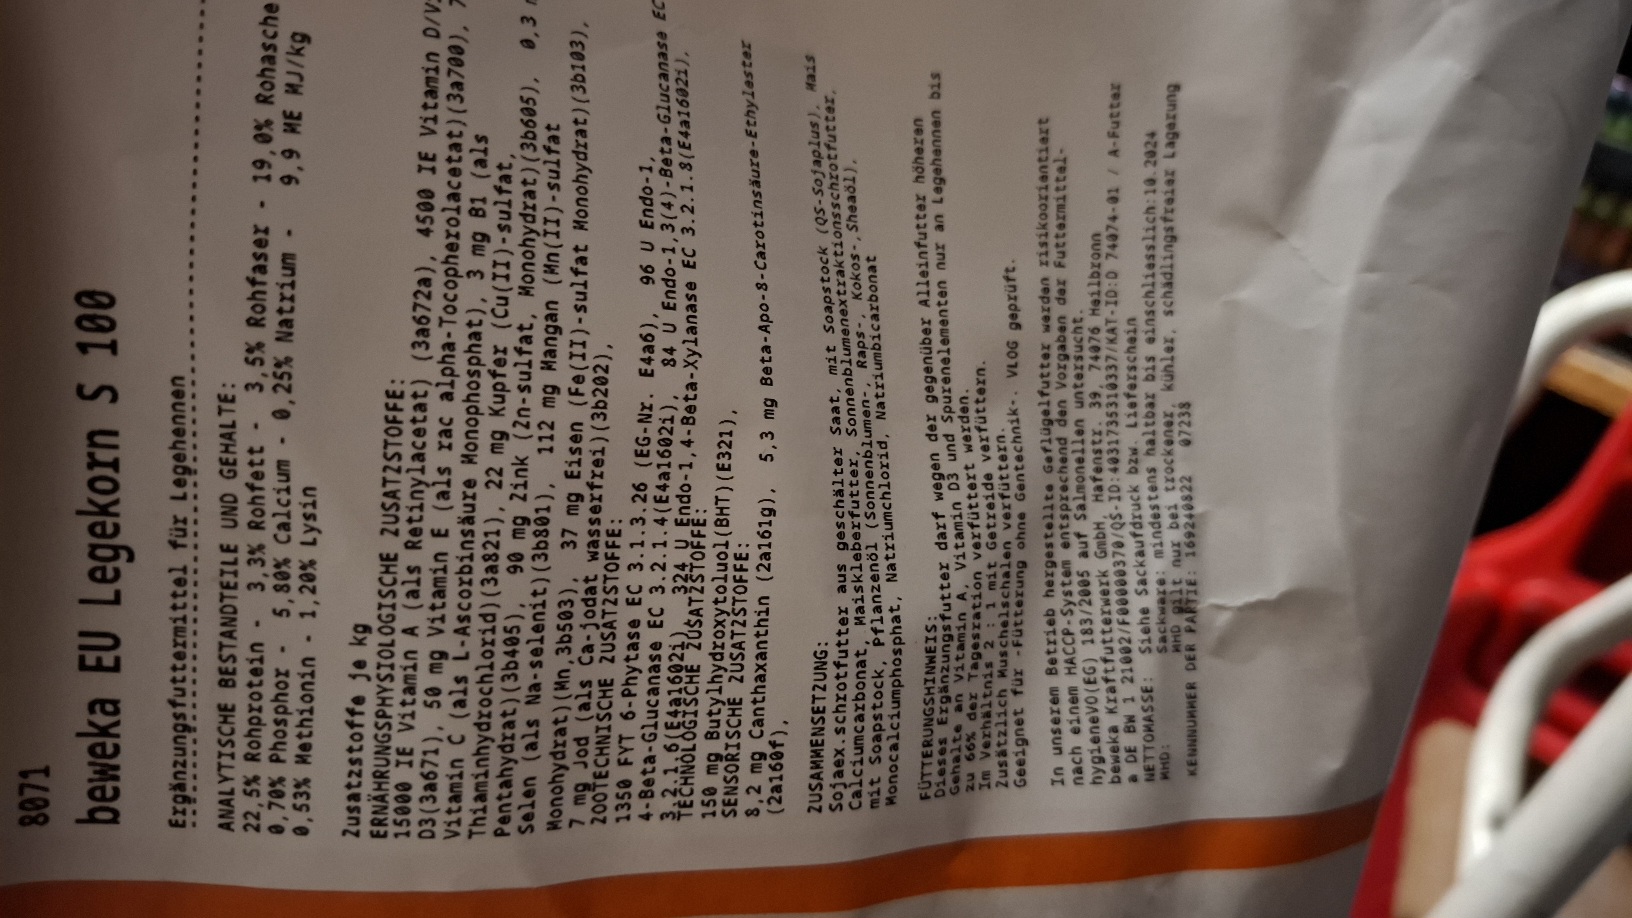 8071
beweka EU Legekorn S 100
Ergänzungsfuttermittel für Legehennen
ANALYTISCHE BESTANDTEILE UND GEHALTE:
22,5% Rohprotein - 3,3% Rohfett - 3,5% Rohfaser - 19,0% Rohasche
0,70% Phosphor - 5,80% Calcium - 0,25% Natrium - 9,9 ME MJ/kg
0,53% Methionin - 1,20% Lysin
Zusatzstoffe je kg
ERNÄHRUNGSPHYSIOLOGISCHE ZUSATZSTOFFE:
15000 IE Vitamin A (als Retinylacetat) (3a672a), 4500 IE Vitamin D/V
D3(3a671), 50 mg Vitamin E (als rac alpha-Tocopherolacetat)(3a700),
Vitamin C (als L-Ascorbinsäure Monophosphat), 3 mg B1 (als
Thiaminhydrochlorid)(3a821), 22 mg Kupfer (Cu(II)-sulfat,
Pentahydrat)(3b405), 90 mg Zink (Zn-sulfat, Monohydrat)(3b605), 0,3
Selen (als Na-selenit)(3b801), 112 mg Mangan (Mn(II)-sulfat
Monohydrat)(Mn,3b503), 37 mg Eisen (Fe(II)-sulfat Monohydrat)(3b103),
7 mg Jod (als Ca-jodat wasserfrei)(3b202),
ZOOTECHNISCHE ZUSATZSTOFFE:
1350 FYT 6-Phytase EC 3.1.3.26 (EG-Nr. E4a6), 96 U Endo-1,
4-Beta-Glucanase EC 3.2.1.4(E4a1602i), 84 U Endo-1,3(4)-Beta-Glucanase EC
3.2.1.6(E4a1602i), 324 U Endo-1,4-Beta-Xylanase EC 3.2.1.8(E4a1602i),
TECHNOLOGISCHE ZUSATZSTOFFE:
150 mg Butylhydroxytoluol(BHT)(E321),
SENSORISCHE ZUSATZSTOFFE:
8,2 mg Canthaxanthin (2a161g), 5,3 mg Beta-Apo-8-Carotinsäure-Ethylester
(2a160f),
ZUSAMMENSETZUNG:
Sojaex.schrotfutter aus geschälter Saat, mit Soapstock (QS-Sojaplus), Mais
Calciumcarbonat, Maiskleberfutter, Sonnenblumenextraktionsschrotfutter,
mit Soapstock, Pflanzenöl (Sonnenblumen-, Raps-, Kokos-,Sheaöl),
Monocalciumphosphat, Natriumchlorid, Natriumbicarbonat
FÜTTERUNGSHINWEIS:
Dieses Ergänzungsfutter darf wegen der gegenüber Alleinfutter höheren
Gehalte an Vitamin A, Vitamin D3 und Spurenelementen nur an Legehennen bis
zu 66% der Tagesration verfüttert werden.
Im Verhältnis 2 : 1 mit Getreide verfüttern.
Zusätzlich Muschelschalen verfüttern.
Geeignet für -Fütterung ohne Gentechnik-. VLOG geprüft.
In unserem Betrieb hergestellte Geflügelfutter werden risikoorientiert
nach einem HACCP-System entsprechend den Vorgaben der Futtermittel-
hygieneVO(EG) 183/2005 auf Salmonellen untersucht.
beweka Kraftfutterwerk GmbH, Hafenstr. 39, 74076 Heilbronn
a DE BW 1 21002/F00000370/QS-ID:4031735310337/KAT-ID:D 74074-01 / A-Futter
NETTOMASSE: Siehe Sackaufdruck bzw. Lieferschein
MHD: Sackware: mindestens haltbar bis einschliesslich:10.2024
MHD gilt nur bei trockener, kühler, schädlingsfreier Lagerung
KENNNUMMER DER PARTIE: 169240822 07238